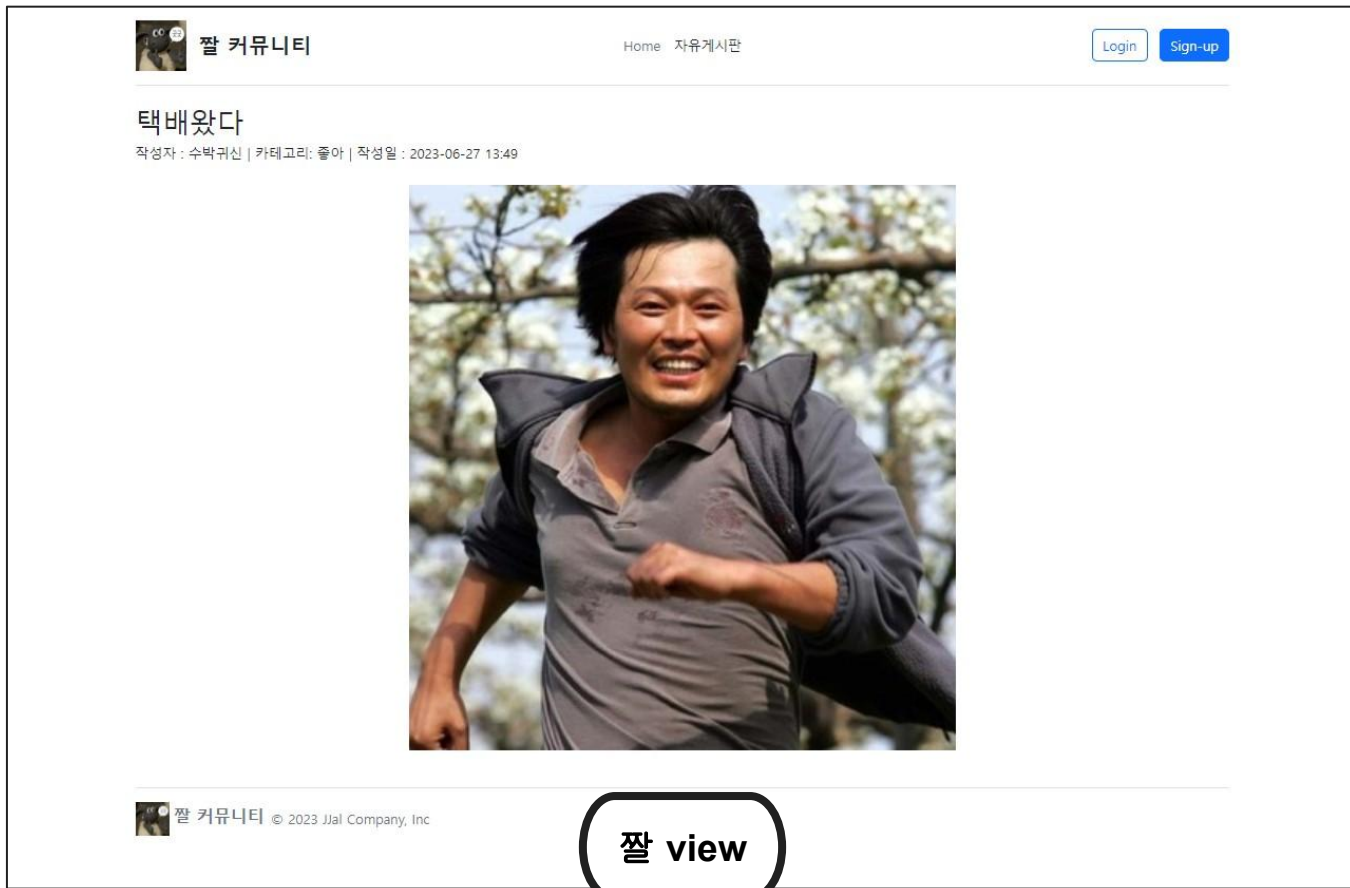 짤 커뮤니티
Home 자유게시판
Login
Sign-up
택배왔다
작성자 : 수박귀신 | 카테고리: 좋아 | 작성일 : 2023-06-27 13:49
짤 커뮤니티 © 2023 JJal Company, Inc
짤 view